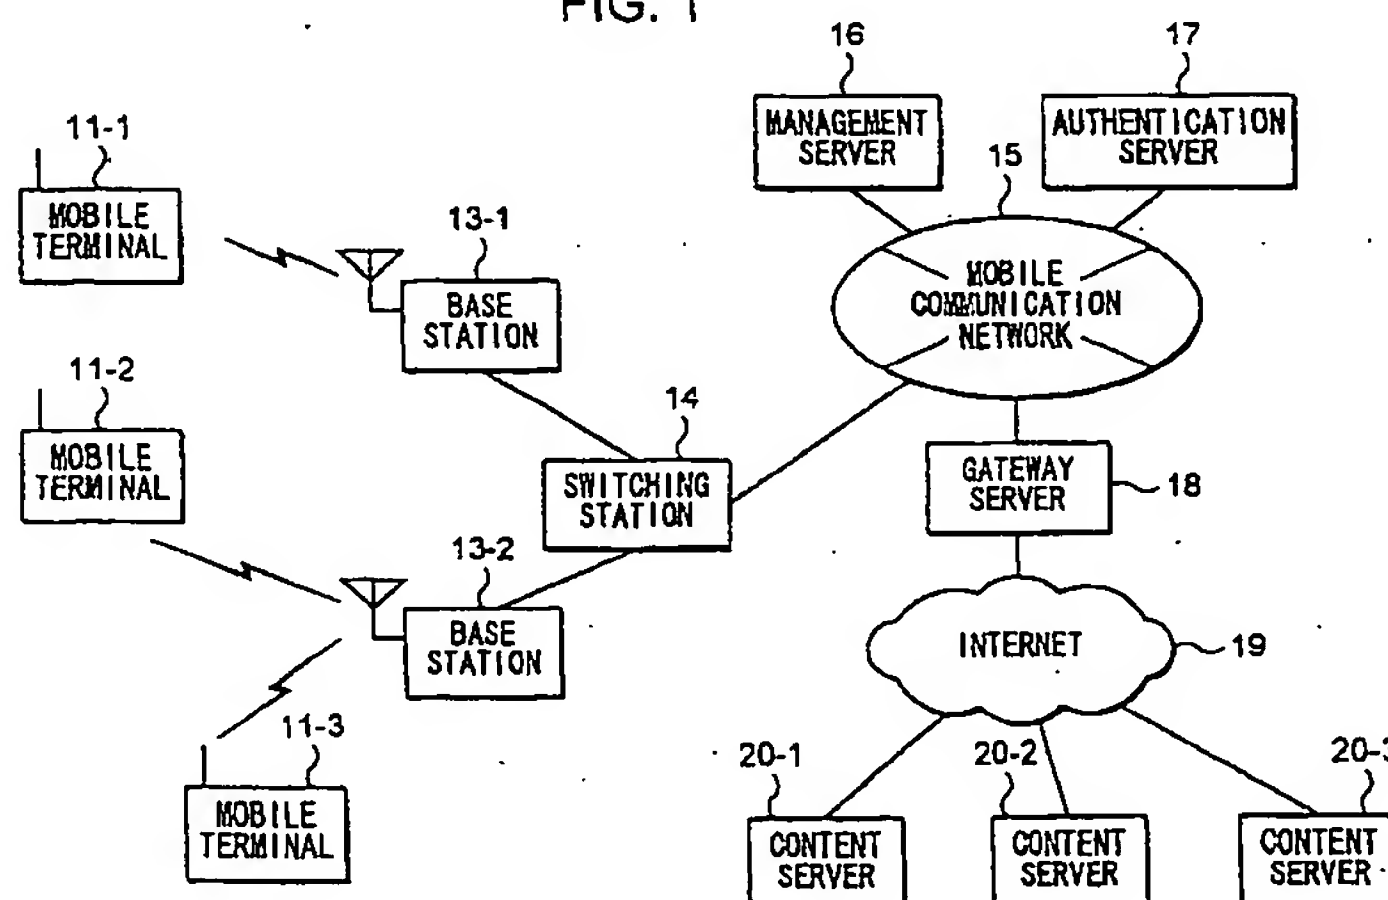 FIG. 1
16
17
MANAGEMENT
SERVER
AUTHENTICATION
SERVER
11-1
15
MOBILE
TERMINAL
13-1
MOBILE
COMMUNICATION
NETWORK
BASE
STATION
11-2
14
MOBILE
TERMINAL
SWITCHING
STATION
GATEWAY
SERVER
18
13-2
BASE
STATION
INTERNET
19
11-3
20-1
20-2
20-3
MOBILE
TERMINAL
CONTENT
SERVER
CONTENT
SERVER
CONTENT
SERVER